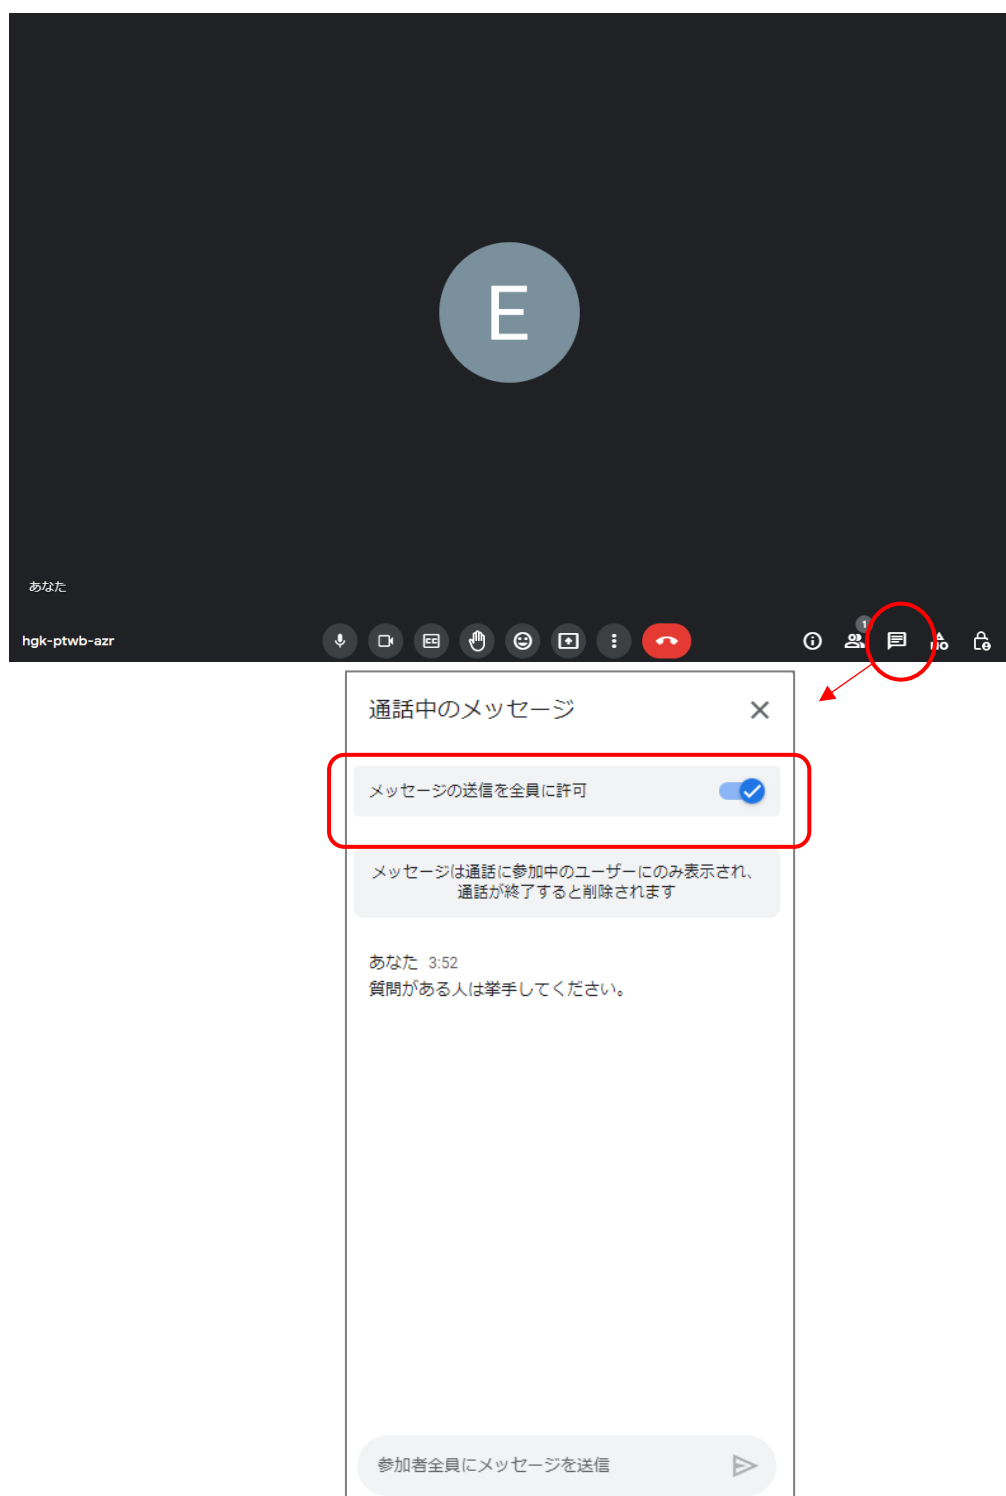 E
あなた
hgk-ptwb-azr
CC
1
通話中のメッセージ
メッセージの送信を全員に許可
メッセージは通話に参加中のユーザーにのみ表示され、
通話が終了すると削除されます
あなた 3:52
質問がある人は挙手してください。
参加者全員にメッセージを送信